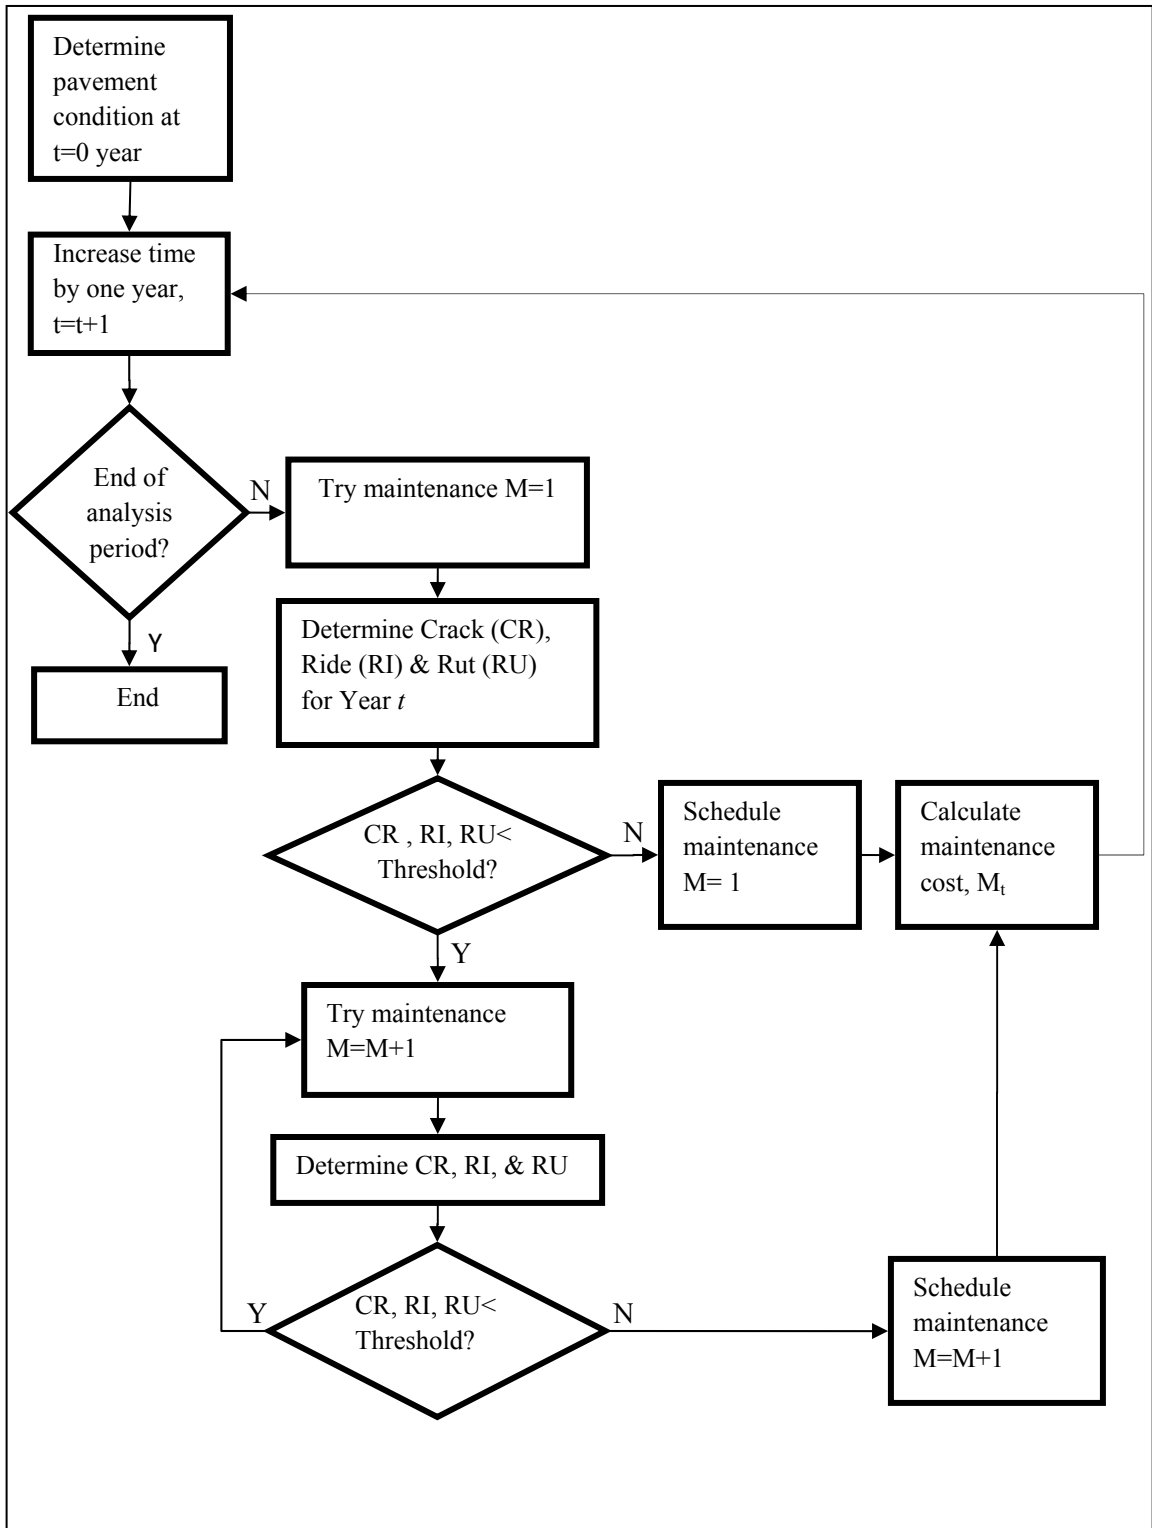 Determine
pavement
condition at
t=0 year
Increase time
by one year,
t=t+1
End of
analysis
period?
N
Y
End
Try maintenance M=1
Determine Crack (CR),
Ride (RI) & Rut (RU)
for Year t
CR , RI, RU<
Threshold?
N
Schedule
maintenance
M= 1
Calculate
maintenance
cost, Mt
Y
Try maintenance
M=M+1
Determine CR, RI, & RU
CR, RI, RU<
Threshold?
Y
N
Schedule
maintenance
M=M+1